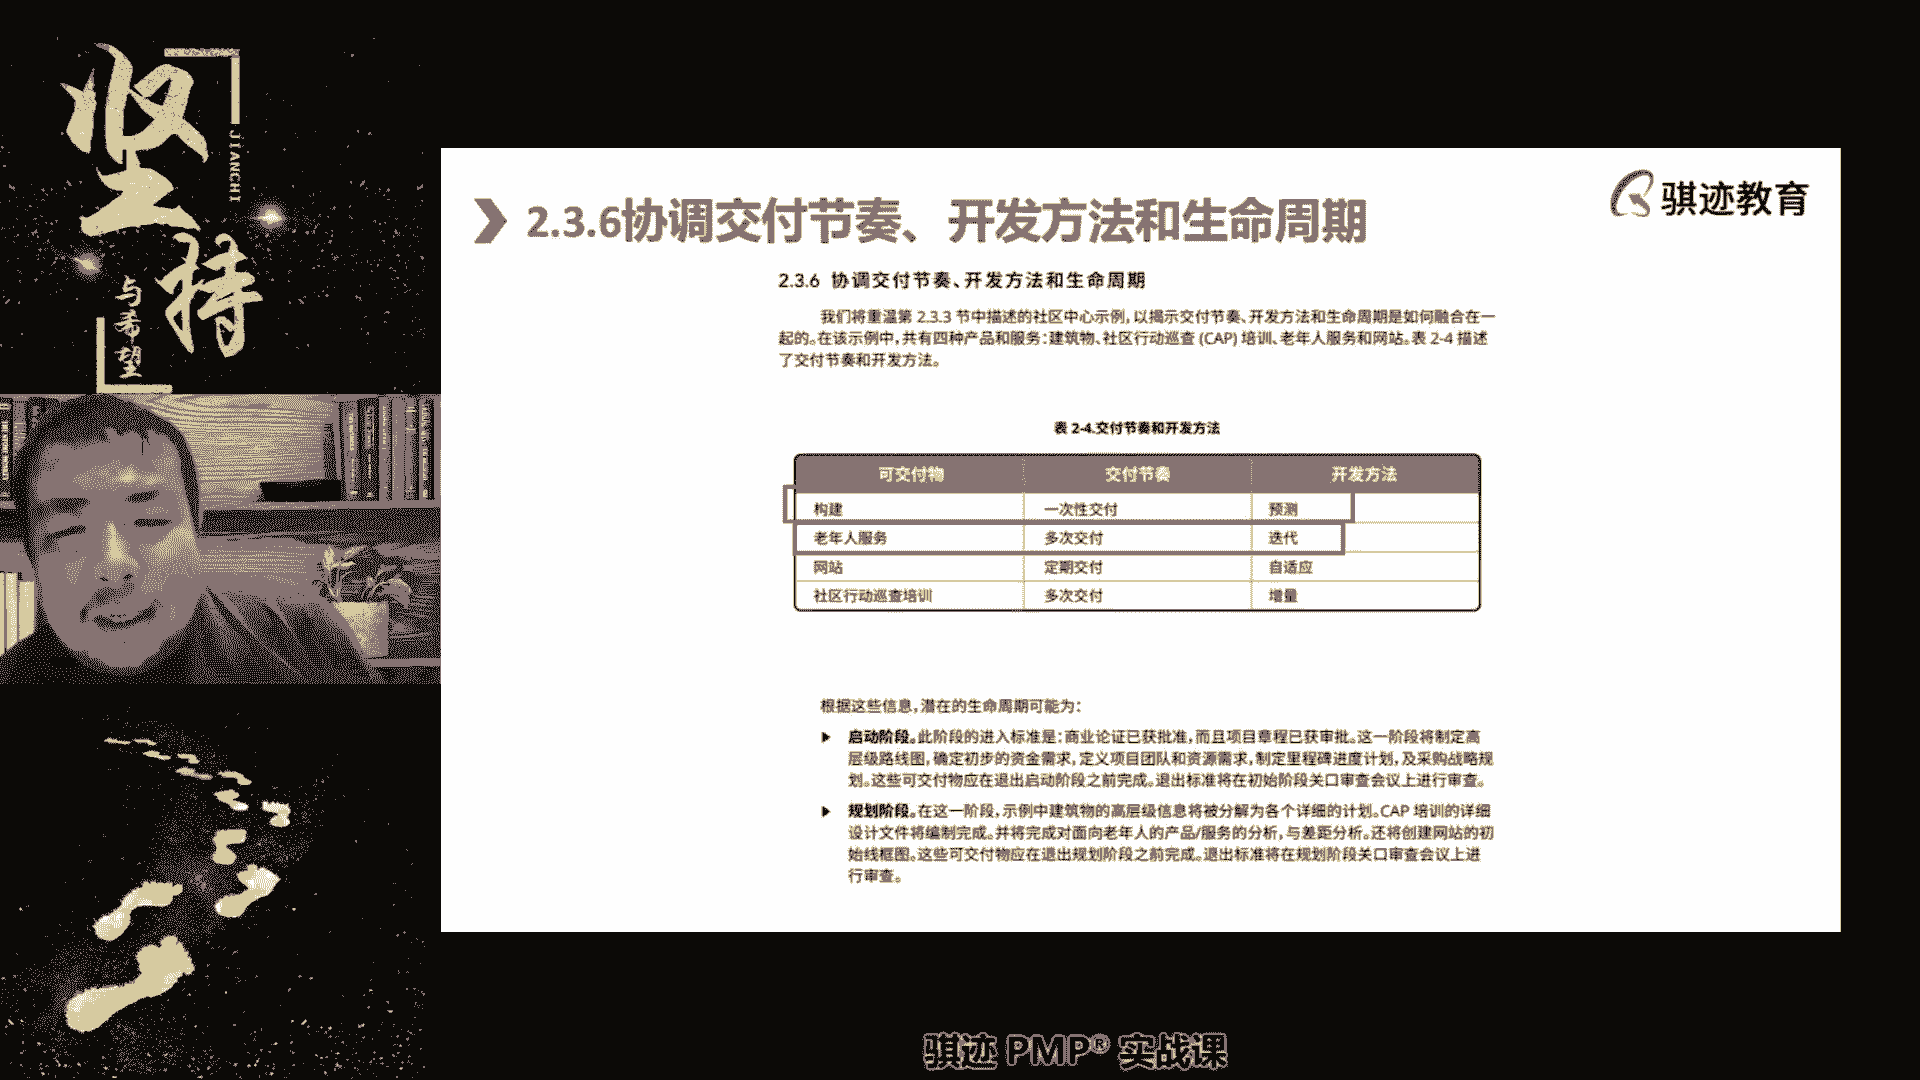 坚
持
JIANCHI
与希望
骐迹教育
2.3.6协调交付节奏、开发方法和生命周期
2.3.6 协调交付节奏、开发方法和生命周期
我们将重温第 2.3.3 节中描述的社区中心示例,以揭示交付节奏、开发方法和生命周期是如何融合在一
起的。在该示例中,共有四种产品和服务:建筑物、社区行动巡查 (CAP) 培训、老年人服务和网站。表 2-4 描述
了交付节奏和开发方法。
表 2-4.交付节奏和开发方法
可交付物 交付节奏 开发方法
构建 一次性交付 预测
老年人服务 多次交付 迭代
网站 定期交付 自适应
社区行动巡查培训 多次交付 增量
根据这些信息,潜在的生命周期可能为:
启动阶段。此阶段的进入标准是:商业论证已获批准,而且项目章程已获审批。这一阶段将制定高
层级路线图,确定初步的资金需求,定义项目团队和资源需求,制定里程碑进度计划,及采购战略规
划。这些可交付物应在退出启动阶段之前完成。退出标准将在初始阶段关口审查会议上进行审查。
规划阶段。在这一阶段,示例中建筑物的高层级信息将被分解为各个详细的计划。CAP 培训的详细
设计文件将编制完成。并将完成对面向老年人的产品/服务的分析,与差距分析。还将创建网站的初
始线框图。这些可交付物应在退出规划阶段之前完成。退出标准将在规划阶段关口审查会议上进
行审查。
骐迹 PMP® 实战课